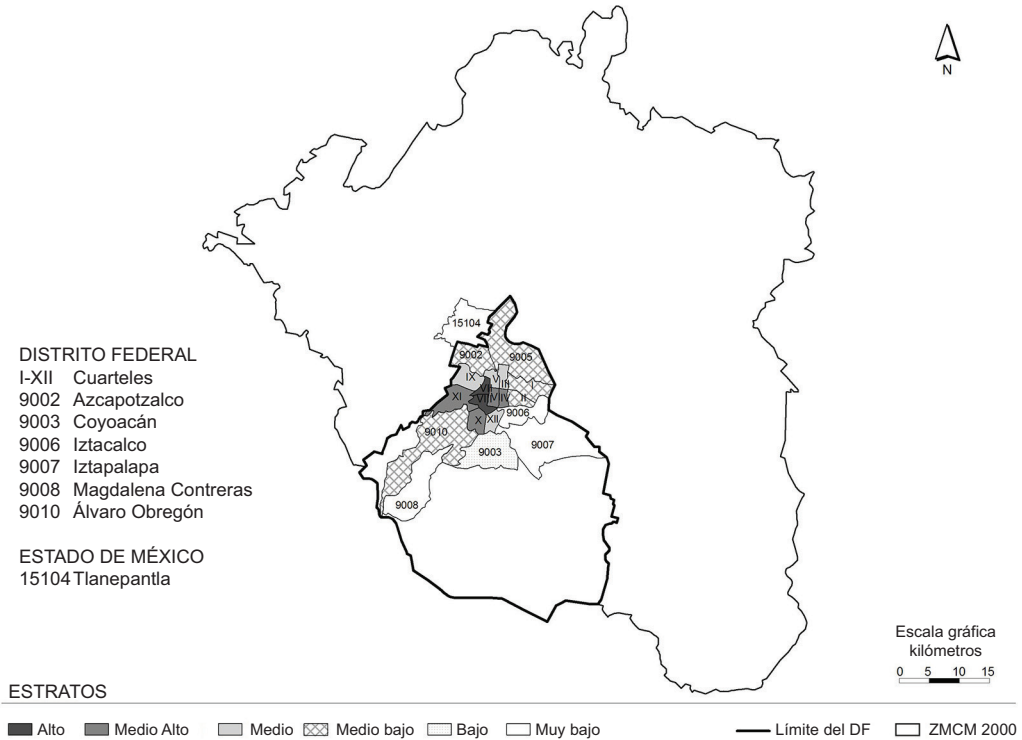 N
15104
9002
9005
IX
V
III
I
VII
XI
VI
V
IV
II
X
XII
9006
9010
9003
9007
9008
DISTRITO FEDERAL
I-XII Cuarteles
9002 Azcapotzalco
9003 Coyoacán
9006 Iztacalco
9007 Iztapalapa
9008 Magdalena Contreras
9010 Álvaro Obregón
ESTADO DE MÉXICO
15104 Tlanepantla
Escala gráfica
kilómetros
0 5 10 15
ESTRATOS
Alto Medio Alto Medio Medio bajo Bajo Muy bajo Límite del DF ZMCM 2000